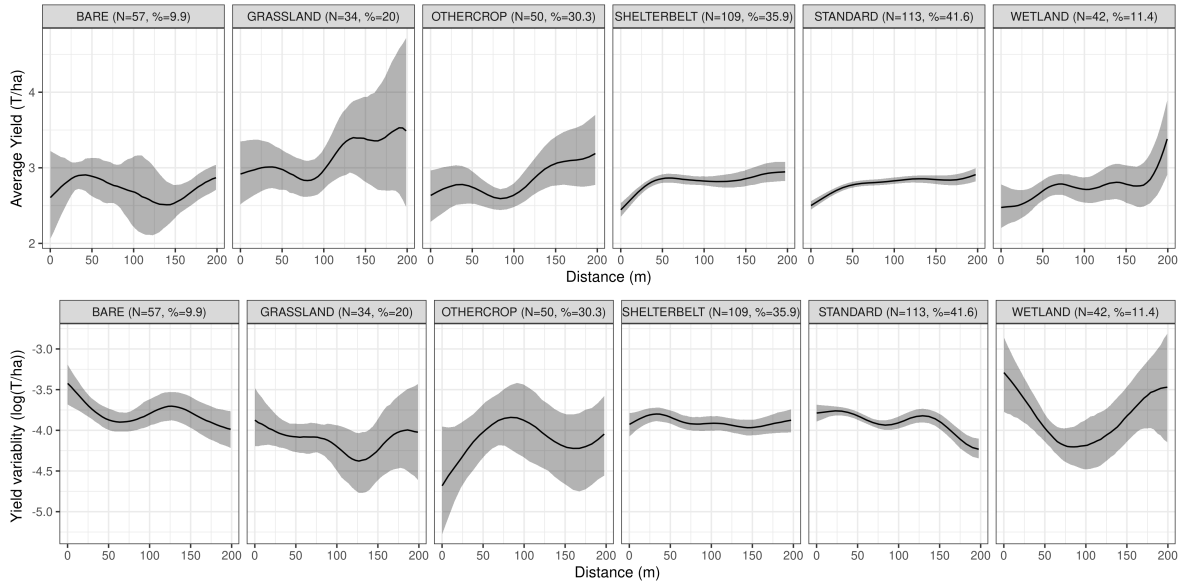 BARE (N=57, %=9.9) GRASSLAND (N=34, %=20) OTHERCROP (N=50, %=30.3) SHELTERBELT (N=109, %=35.9) STANDARD (N=113, %=41.6) WETLAND (N=42, %=11.4)
Average Yield (T/ha)
4
3
2
0 50 100 150 200 0 50 100 150 200 0 50 100 150 200 0 50 100 150 200 0 50 100 150 200 0 50 100 150 200
Distance (m)
BARE (N=57, %=9.9) GRASSLAND (N=34, %=20) OTHERCROP (N=50, %=30.3) SHELTERBELT (N=109, %=35.9) STANDARD (N=113, %=41.6) WETLAND (N=42, %=11.4)
Yield variablity (log(T/ha))
-3.0
-3.5
-4.0
-4.5
-5.0
0 50 100 150 200 0 50 100 150 200 0 50 100 150 200 0 50 100 150 200 0 50 100 150 200 0 50 100 150 200
Distance (m)